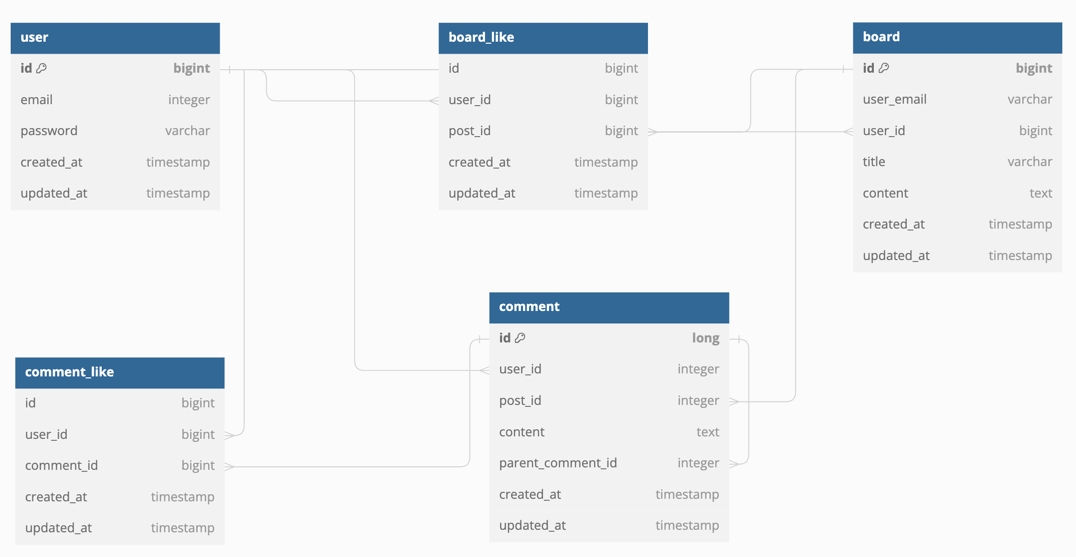 user
id bigint
email integer
password varchar
created_at timestamp
updated_at timestamp
board_like
id bigint
user_id bigint
post_id bigint
created_at timestamp
updated_at timestamp
board
id bigint
user_email varchar
user_id bigint
title varchar
content text
created_at timestamp
updated_at timestamp
comment
id long
user_id integer
post_id integer
content text
parent_comment_id integer
created_at timestamp
updated_at timestamp
comment_like
id bigint
user_id bigint
comment_id bigint
created_at timestamp
updated_at timestamp